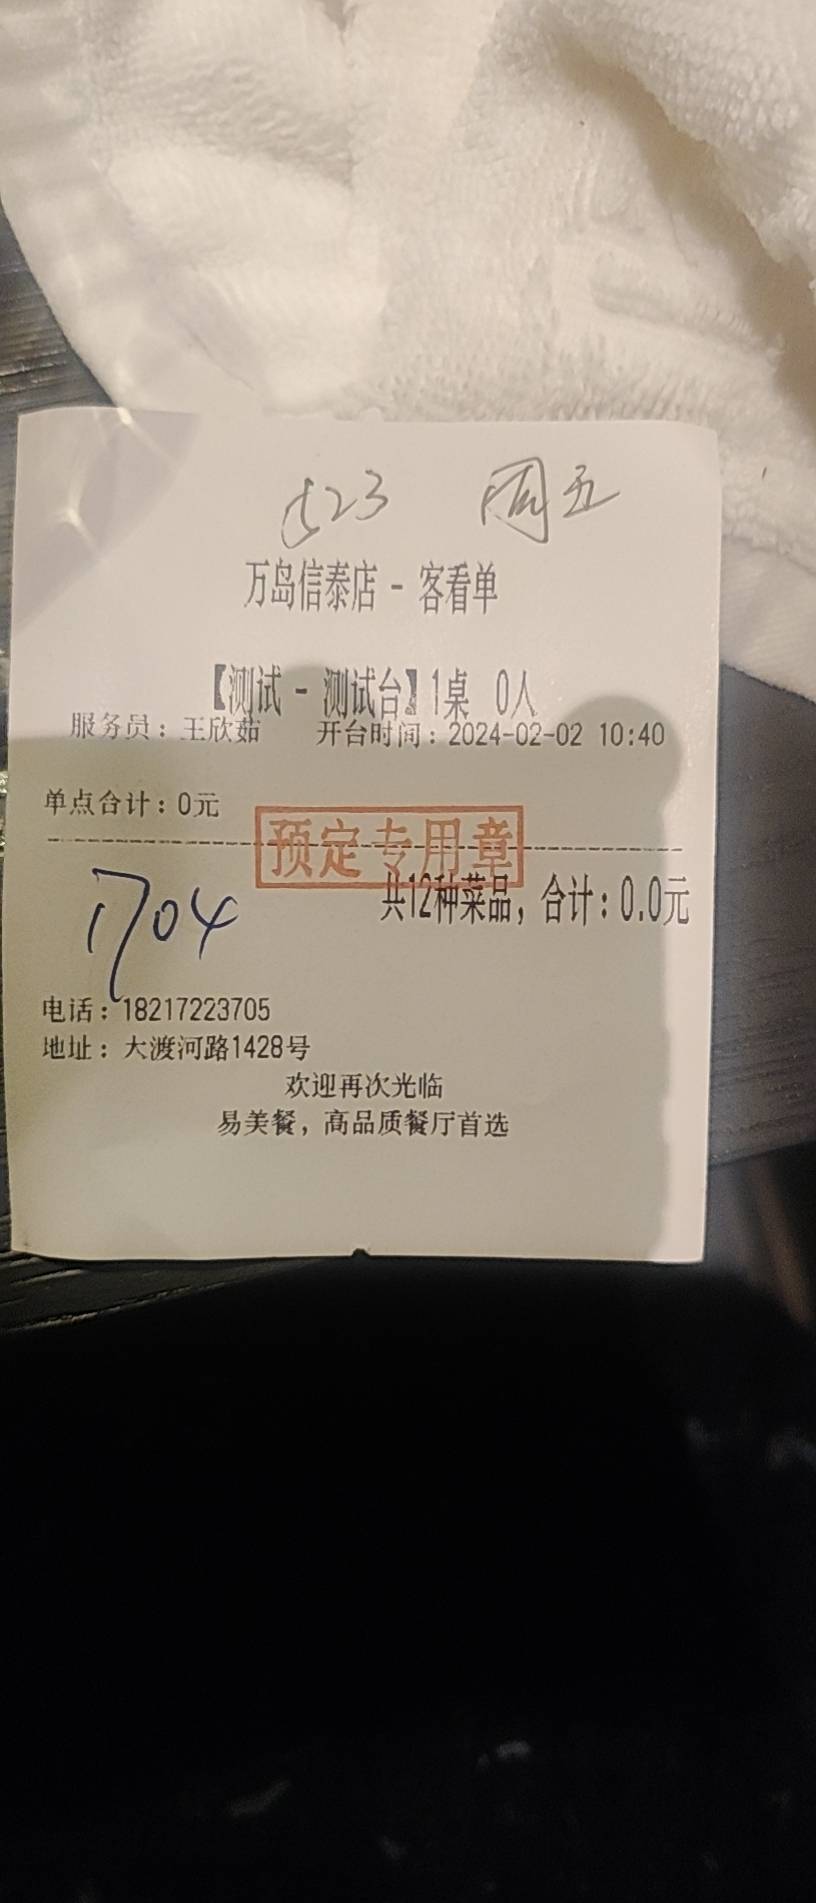 523 周五
万岛信泰店 - 客看单
【测试 - 测试台】1桌 0人
服务员：王欣茹 开台时间：2024-02-02 10:40
单点合计：0元
预定专用章
共12种菜品，合计：0.0元
1704
电话：18217223705
地址：大渡河路1428号
欢迎再次光临
易美餐，高品质餐厅首选